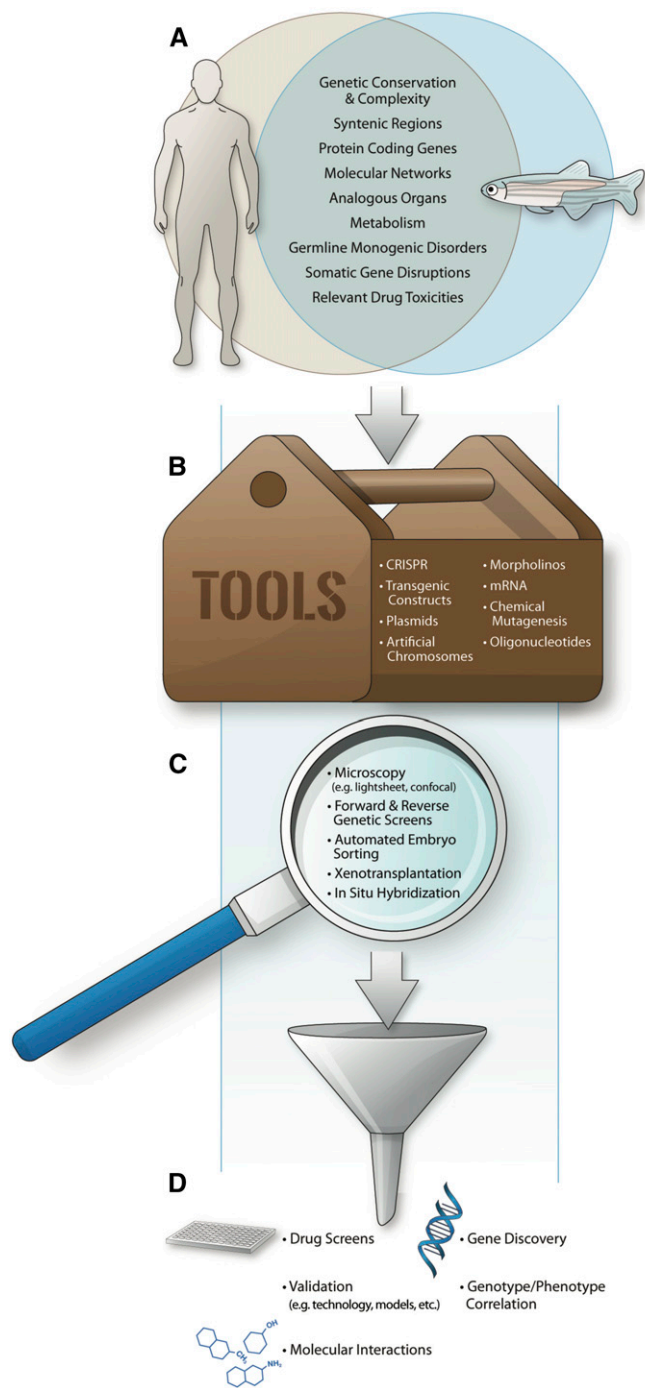 A
Genetic Conservation
& Complexity
Syntenic Regions
Protein Coding Genes
Molecular Networks
Analogous Organs
Metabolism
Germline Monogenic Disorders
Somatic Gene Disruptions
Relevant Drug Toxicities
B
TOOLS
• CRISPR
• Transgenic
Constructs
• Plasmids
• Artificial
Chromosomes
• Morpholinos
• mRNA
• Chemical
Mutagenesis
• Oligonucleotides
C
• Microscopy
(e.g. lightsheet, confocal)
• Forward & Reverse
Genetic Screens
• Automated Embryo
Sorting
• Xenotransplantation
• In Situ Hybridization
D
• Drug Screens
• Gene Discovery
• Validation
(e.g. technology, models, etc.)
• Genotype/Phenotype
Correlation
OH
CH3
NH2
• Molecular Interactions